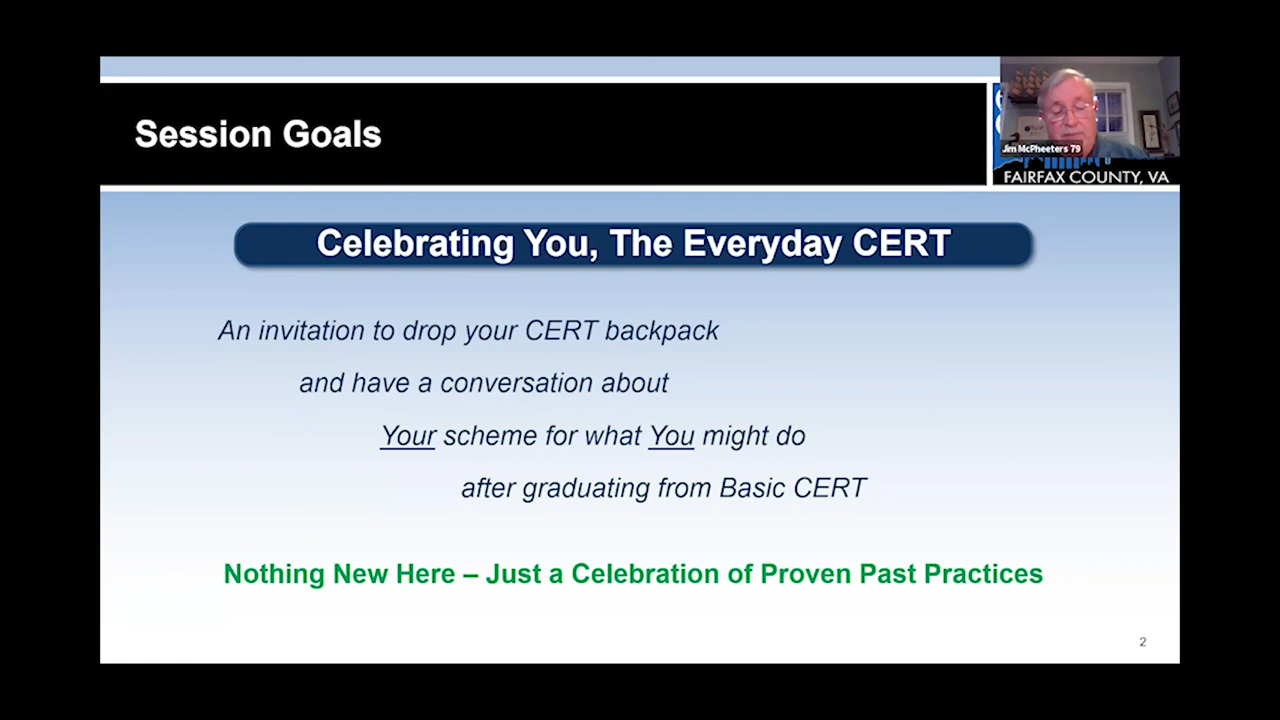 Session Goals
Jim McPheeters 79
FAIRFAX COUNTY, VA
Celebrating You, The Everyday CERT
An invitation to drop your CERT backpack
and have a conversation about
Your scheme for what You might do
after graduating from Basic CERT
Nothing New Here – Just a Celebration of Proven Past Practices
2